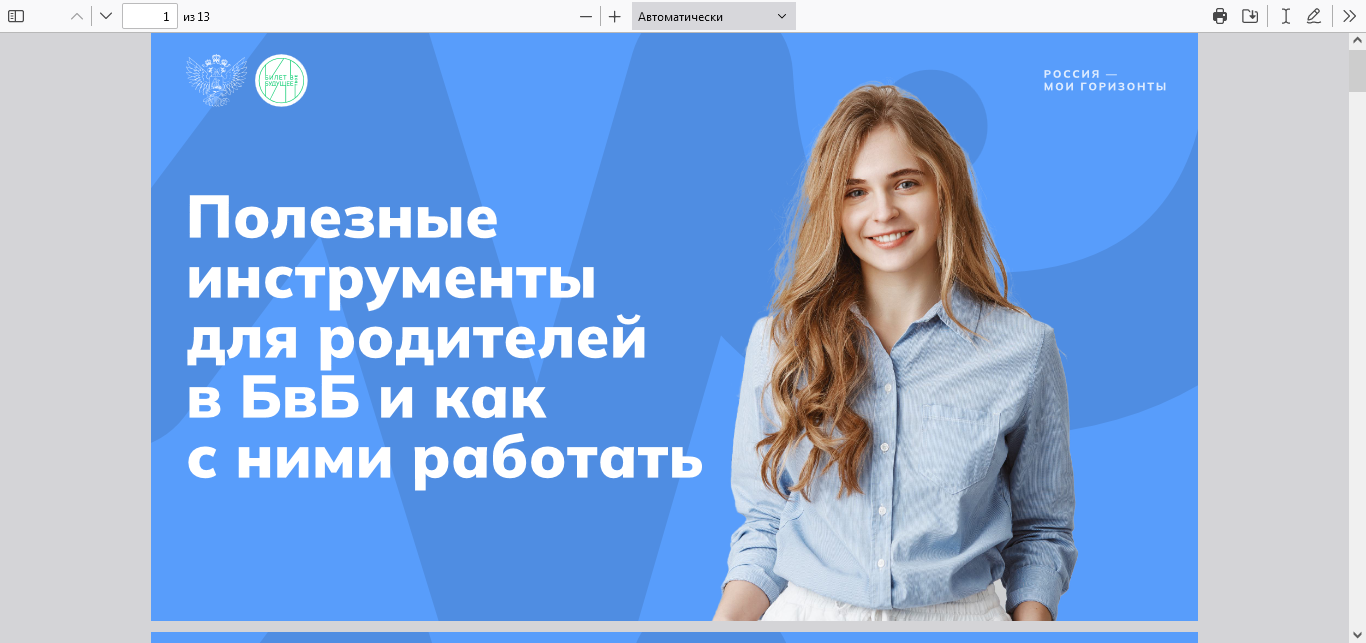 1 из 13 Автоматически
БИЛЕТ В
БУДУЩЕЕ
РОССИЯ —
МОИ ГОРИЗОНТЫ
Полезные
инструменты
для родителей
в БвБ и как
с ними работать